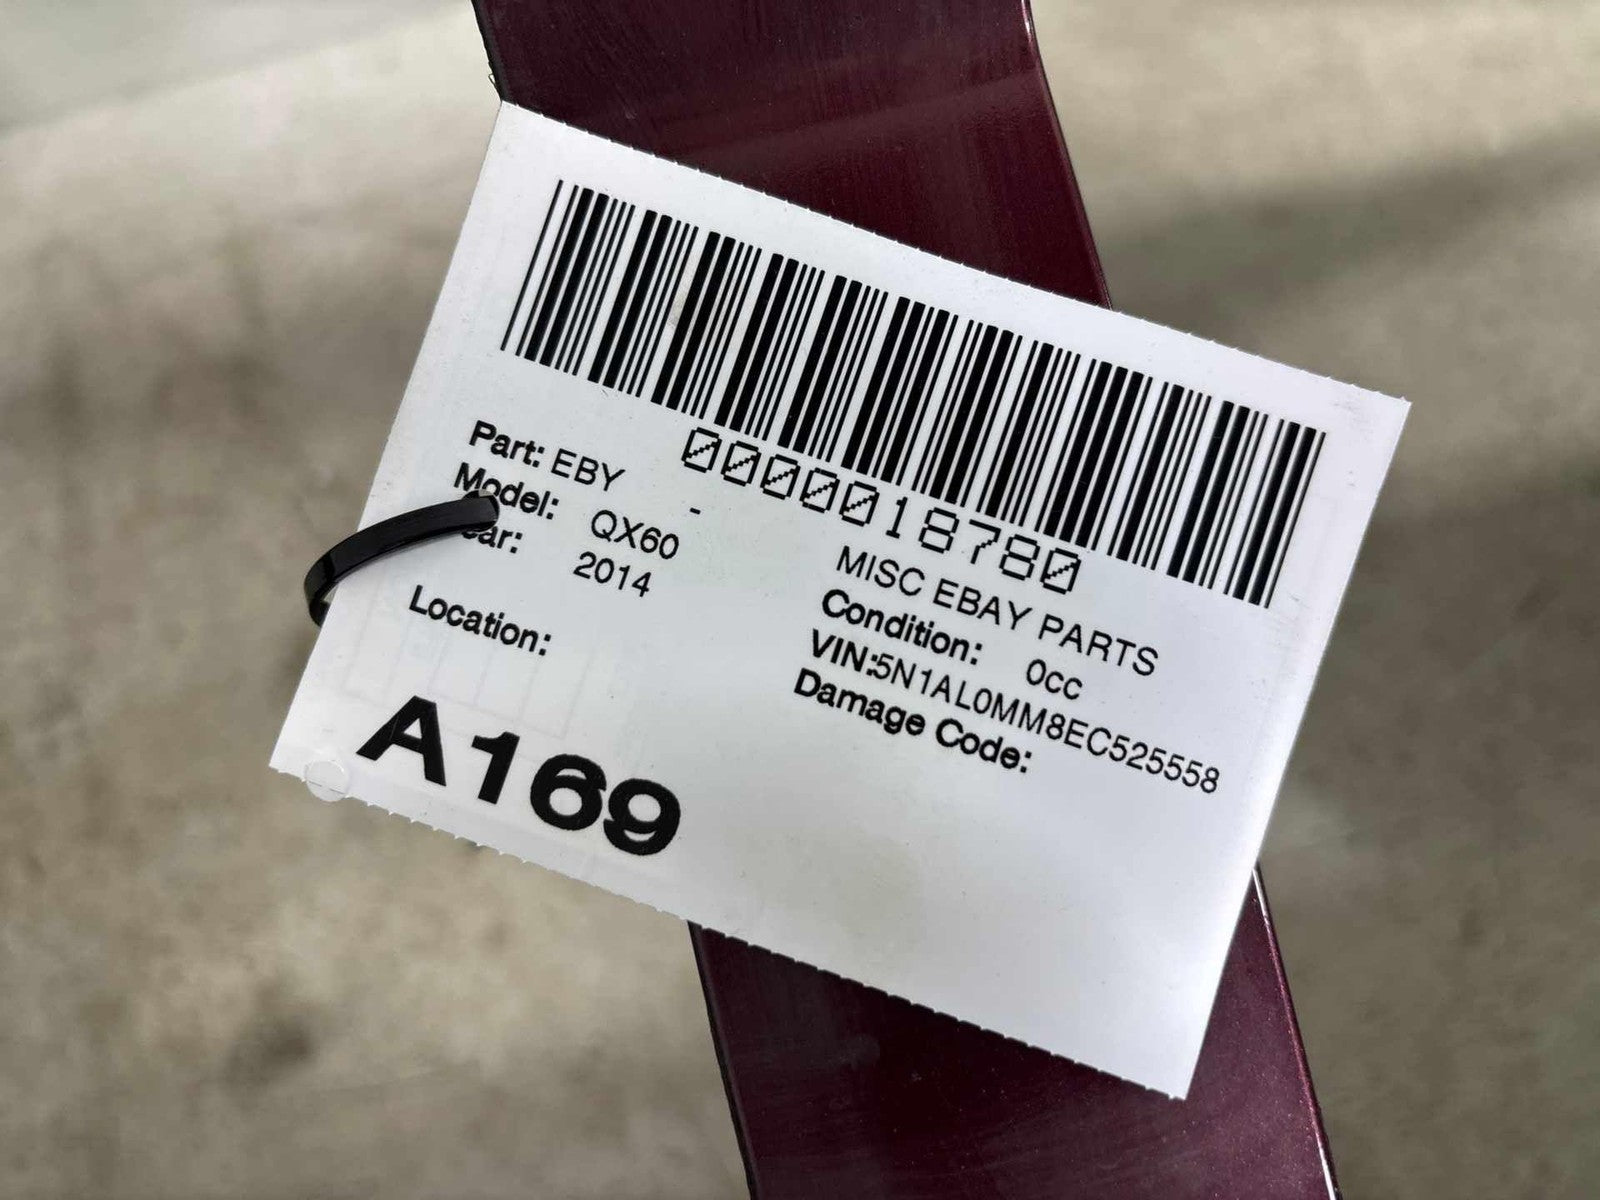 0000018780
Part: EBY -
Model: QX60
ear: 2014
MISC EBAY PARTS
Condition: 0cc
VIN:5N1AL0MM8EC525558
Damage Code:
Location:
A169